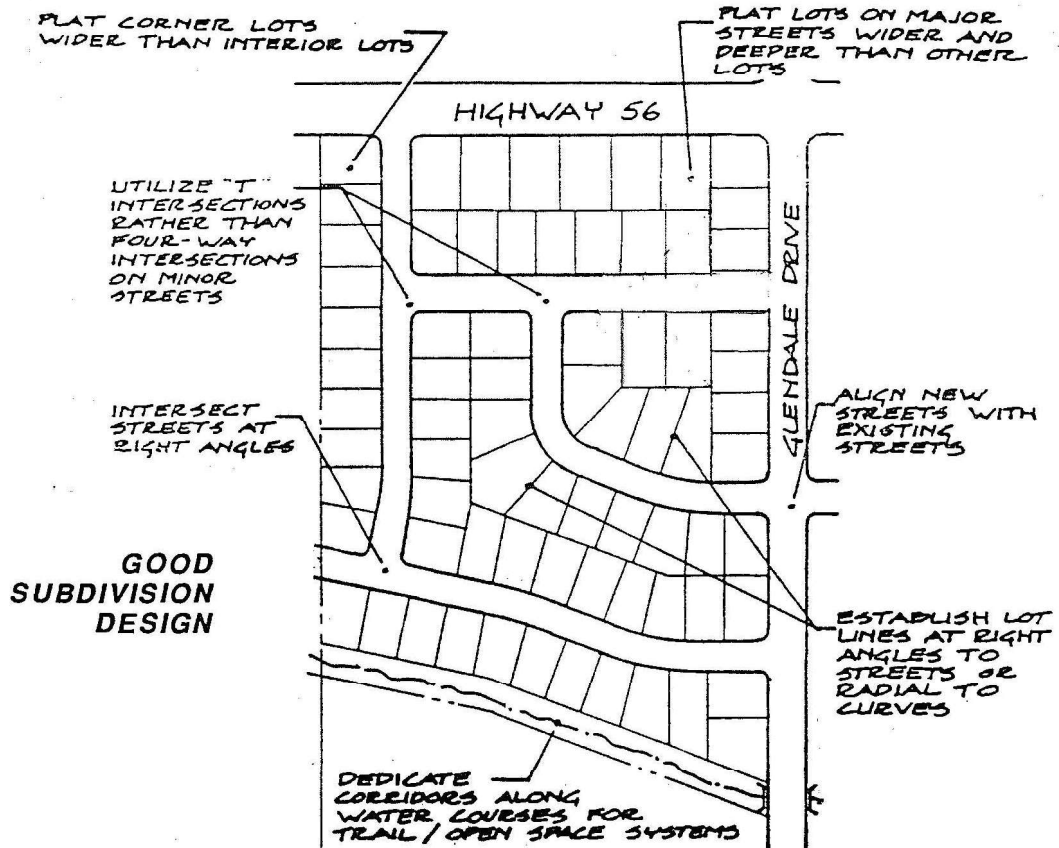 PLAT CORNER LOTS
WIDER THAN INTERIOR LOTS
PLAT LOTS ON MAJOR
STREETS WIDER AND
DEEPER THAN OTHER
LOTS
HIGHWAY 56
UTILIZE "T"
INTERSECTIONS
RATHER THAN
FOUR-WAY
INTERSECTIONS
ON MINOR
STREETS
GLENDALE DRIVE
INTERSECT
STREETS AT
RIGHT ANGLES
ALIGN NEW
STREETS WITH
EXISTING
STREETS
GOOD
SUBDIVISION
DESIGN
ESTABLISH LOT
LINES AT RIGHT
ANGLES TO
STREETS OR
RADIAL TO
CURVES
DEDICATE
CORRIDORS ALONG
WATER COURSES FOR
TRAIL / OPEN SPACE SYSTEMS